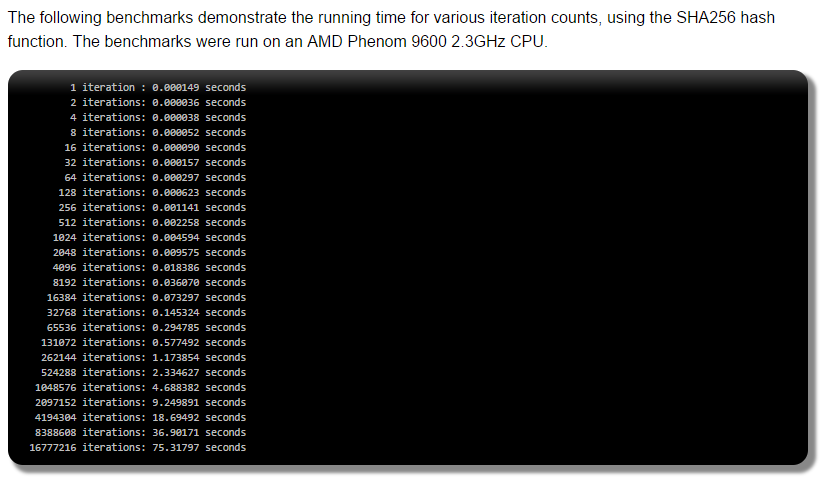 The following benchmarks demonstrate the running time for various iteration counts, using the SHA256 hash
function. The benchmarks were run on an AMD Phenom 9600 2.3GHz CPU.
1 iteration : 0.000149 seconds
2 iterations: 0.000036 seconds
4 iterations: 0.000038 seconds
8 iterations: 0.000052 seconds
16 iterations: 0.000090 seconds
32 iterations: 0.000157 seconds
64 iterations: 0.000297 seconds
128 iterations: 0.000623 seconds
256 iterations: 0.001141 seconds
512 iterations: 0.002258 seconds
1024 iterations: 0.004594 seconds
2048 iterations: 0.009575 seconds
4096 iterations: 0.018386 seconds
8192 iterations: 0.036070 seconds
16384 iterations: 0.073297 seconds
32768 iterations: 0.145324 seconds
65536 iterations: 0.294785 seconds
131072 iterations: 0.577492 seconds
262144 iterations: 1.173854 seconds
524288 iterations: 2.334627 seconds
1048576 iterations: 4.688382 seconds
2097152 iterations: 9.249891 seconds
4194304 iterations: 18.69492 seconds
8388608 iterations: 36.90171 seconds
16777216 iterations: 75.31797 seconds